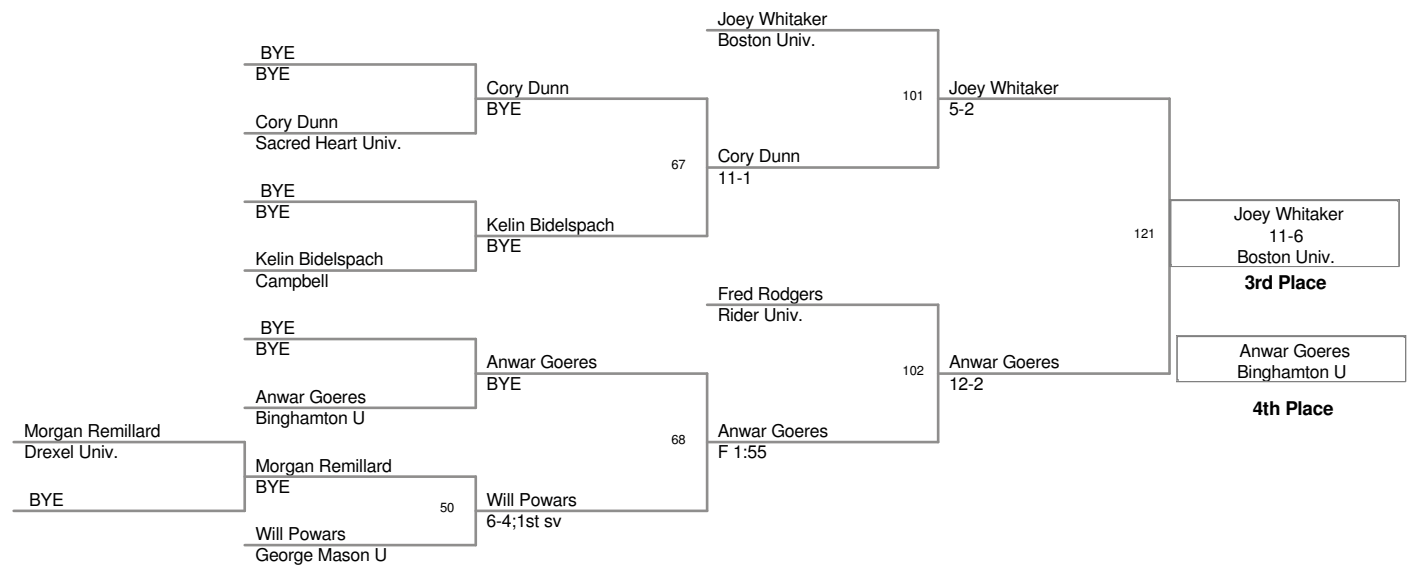 Joey Whitaker
Boston Univ.
BYE
BYE
Cory Dunn
BYE
101
Joey Whitaker
5-2
Cory Dunn
Sacred Heart Univ.
67
Cory Dunn
11-1
BYE
BYE
Kelin Bidelspach
BYE
121
Joey Whitaker
11-6
Boston Univ.
3rd Place
Kelin Bidelspach
Campbell
Fred Rodgers
Rider Univ.
BYE
BYE
Anwar Goeres
BYE
102
Anwar Goeres
12-2
Anwar Goeres
Binghamton U
4th Place
Anwar Goeres
Binghamton U
Morgan Remillard
Drexel Univ.
68
Anwar Goeres
F 1:55
Morgan Remillard
BYE
BYE
50
Will Powars
6-4;1st sv
Will Powars
George Mason U